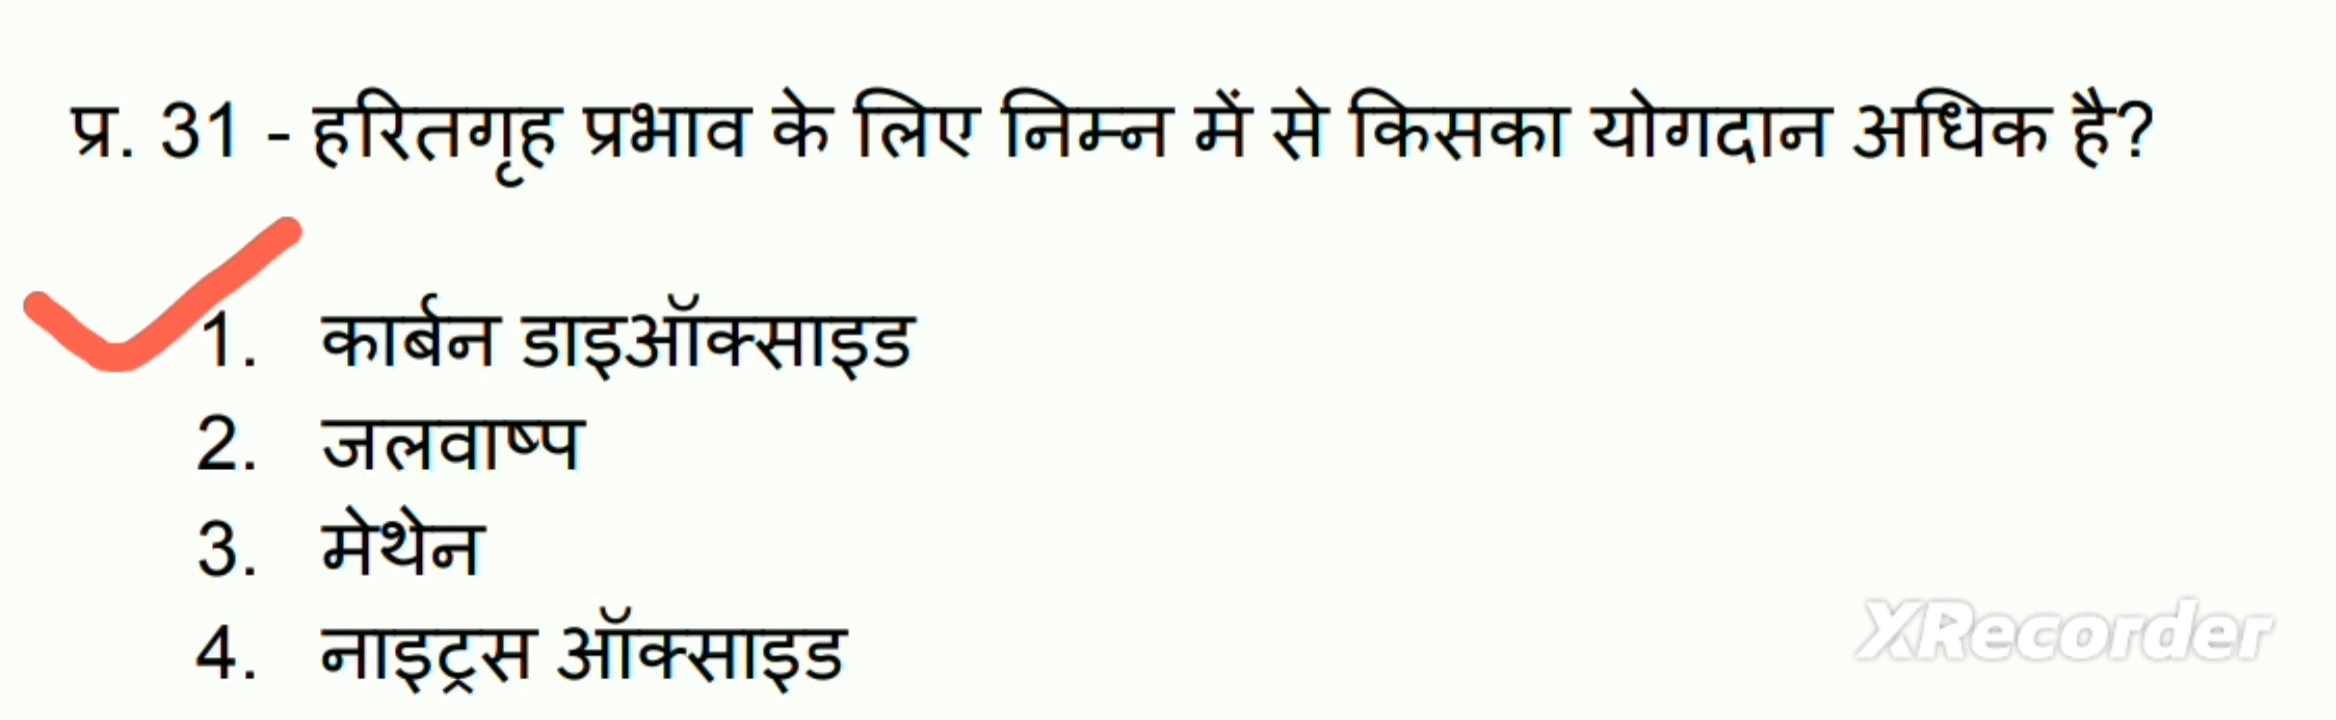 प्र. 31 - हरितगृह प्रभाव के लिए निम्न में से किसका योगदान अधिक है?
1. कार्बन डाइऑक्साइड
2. जलवाष्प
3. मेथेन
4. नाइट्रस ऑक्साइड
XRecorder